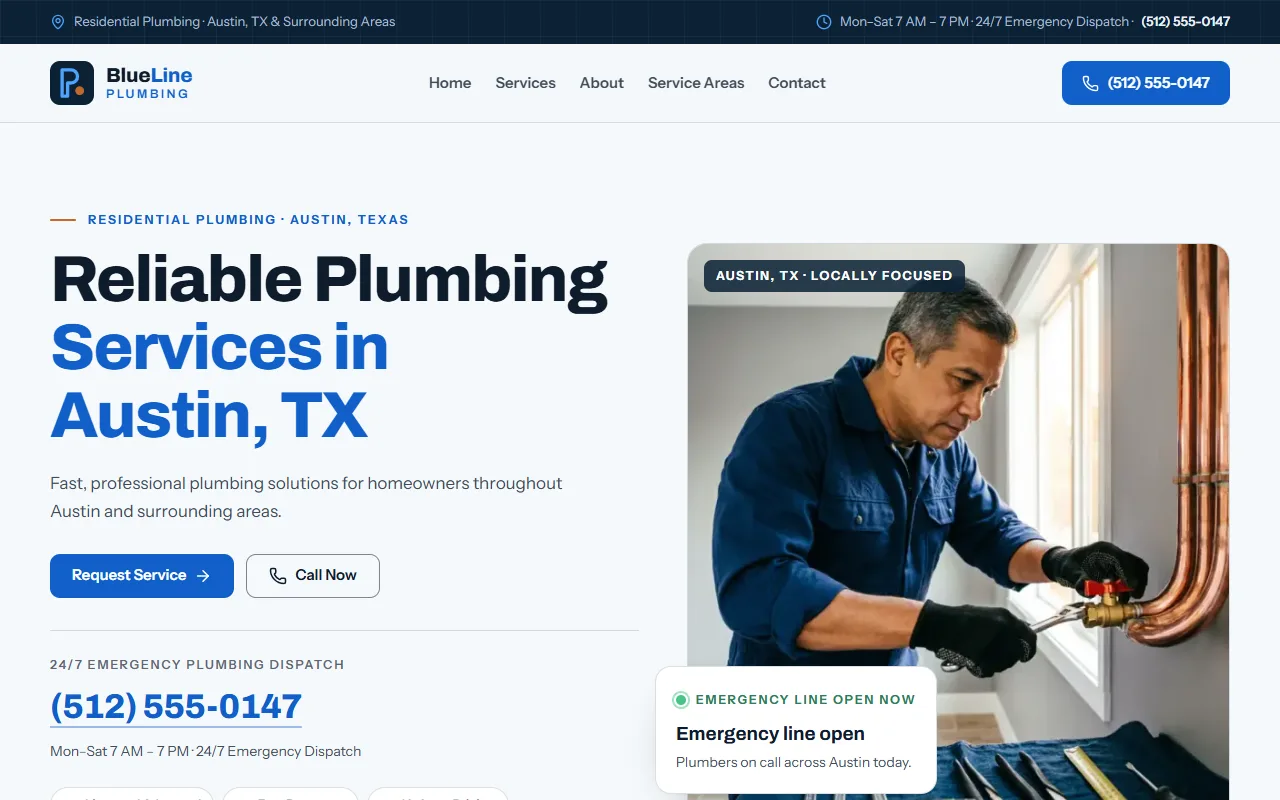 Residential Plumbing · Austin, TX & Surrounding Areas
Mon–Sat 7 AM – 7 PM · 24/7 Emergency Dispatch · (512) 555-0147
BlueLine
PLUMBING
Home Services About Service Areas Contact
(512) 555-0147
RESIDENTIAL PLUMBING · AUSTIN, TEXAS
Reliable Plumbing
Services in
Austin, TX
Fast, professional plumbing solutions for homeowners throughout
Austin and surrounding areas.
Request Service
Call Now
24/7 EMERGENCY PLUMBING DISPATCH
(512) 555-0147
Mon–Sat 7 AM – 7 PM · 24/7 Emergency Dispatch
AUSTIN, TX · LOCALLY FOCUSED
EMERGENCY LINE OPEN NOW
Emergency line open
Plumbers on call across Austin today.